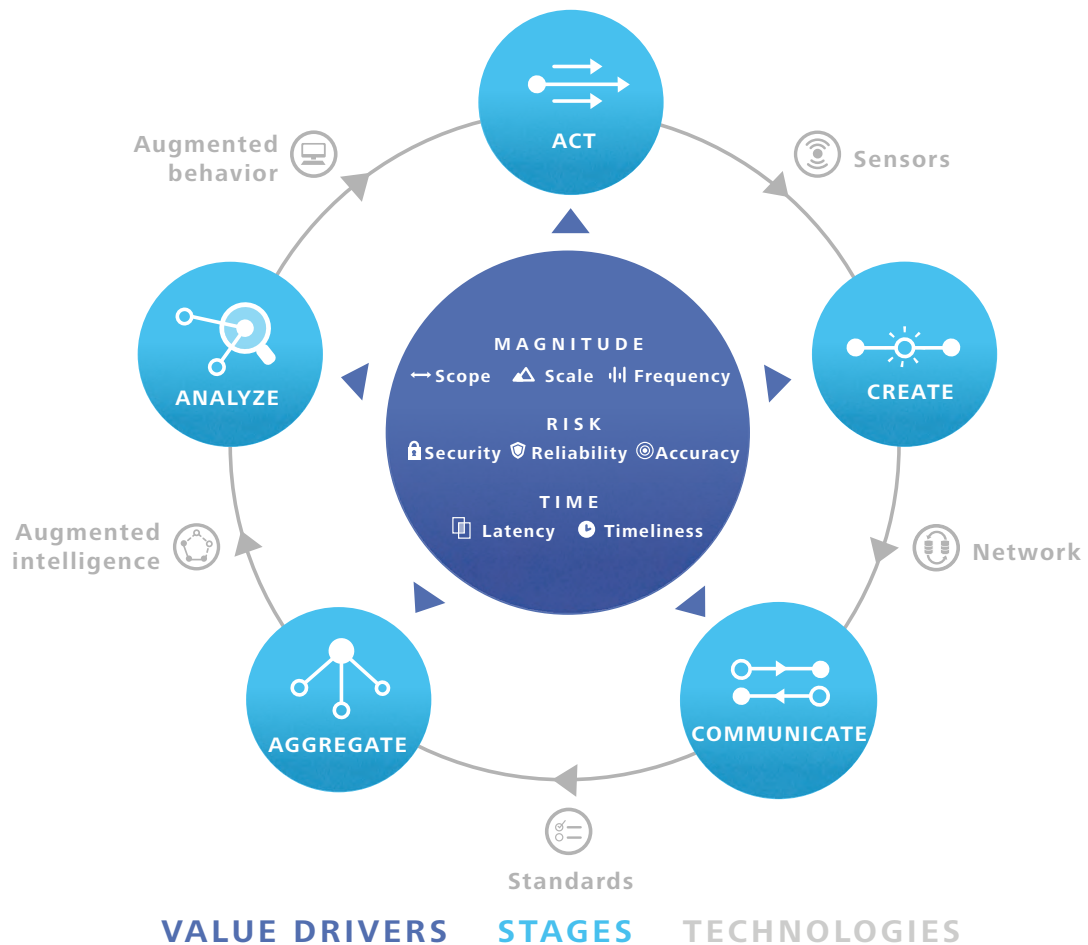 ACT
Augmented
behavior
Sensors
ANALYZE
CREATE
MAGNITUDE
Scope Scale Frequency
RISK
Security Reliability Accuracy
TIME
Latency Timeliness
Augmented
intelligence
Network
AGGREGATE
COMMUNICATE
Standards
VALUE DRIVERS STAGES TECHNOLOGIES